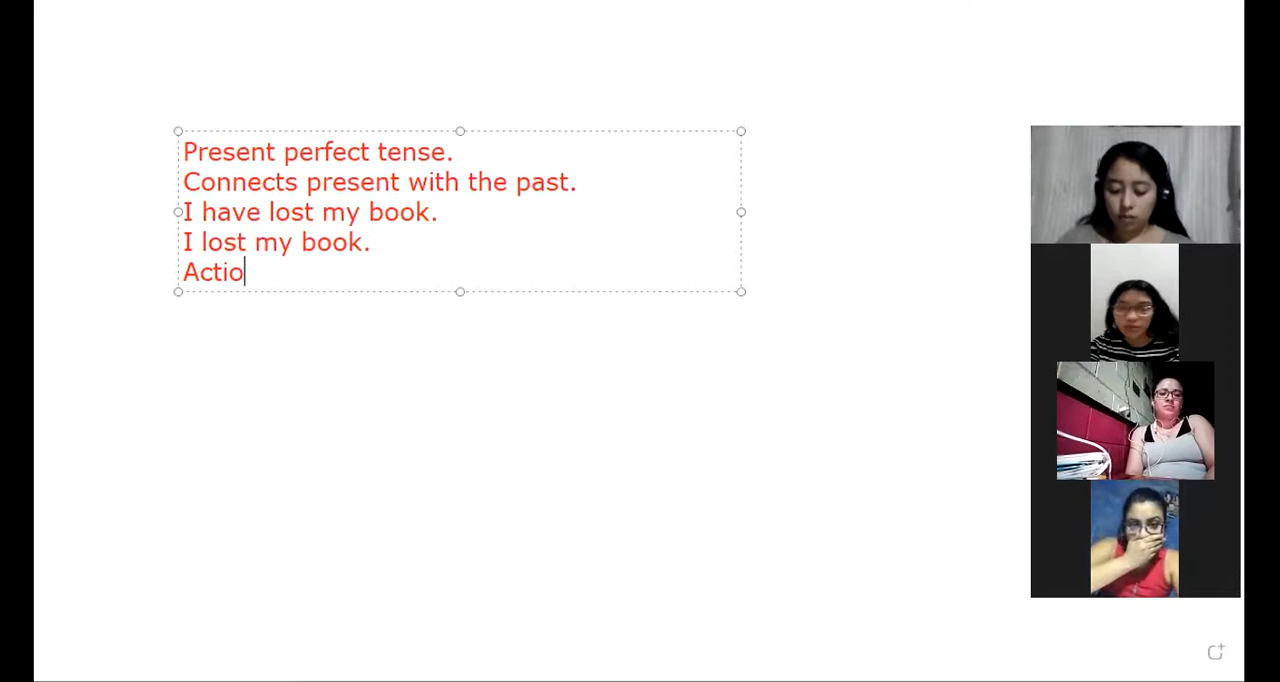 Present perfect tense.
Connects present with the past.
I have lost my book.
I lost my book.
Actio